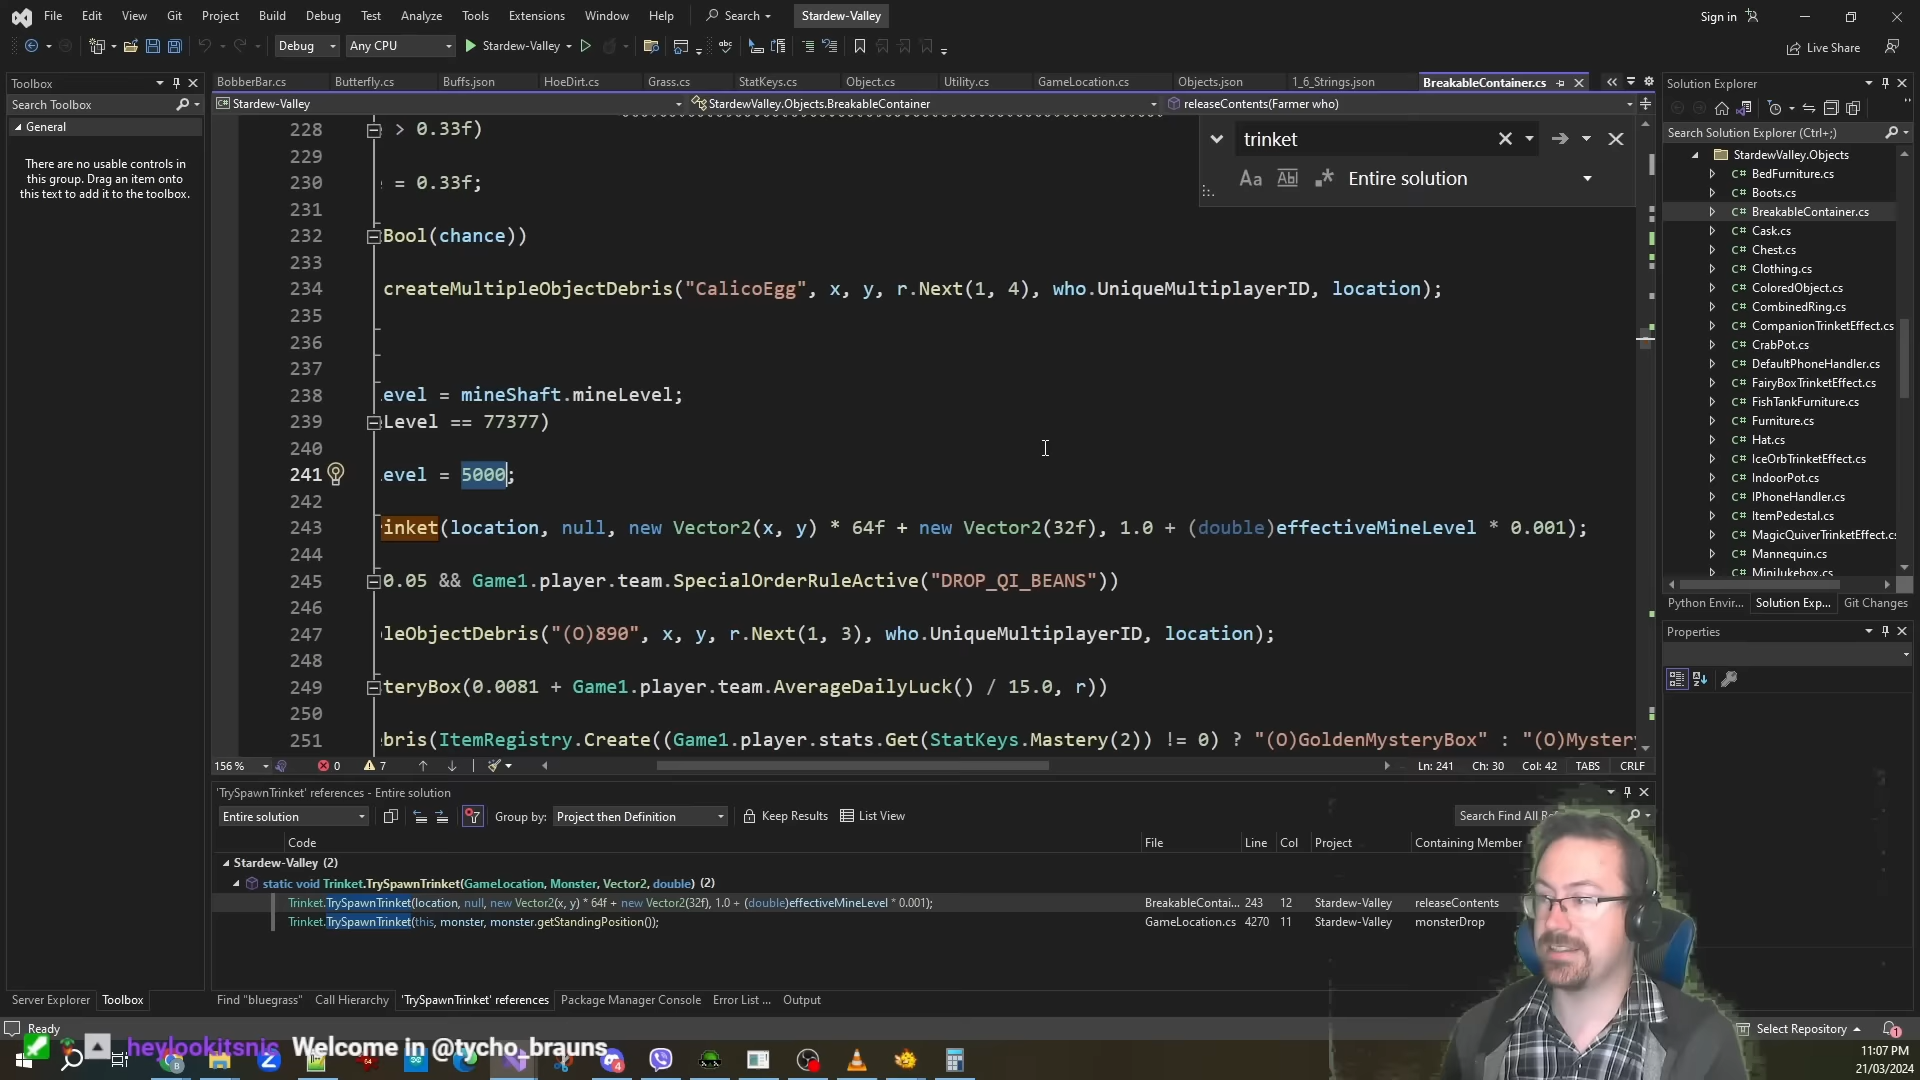 File Edit View Git Project Build Debug Test Analyze Tools Extensions Window Help Search Stardew-Valley Sign in
Debug Any CPU Stardew-Valley Live Share
Toolbox
Search Toolbox
General
There are no usable controls in this group. Drag an item onto this text to add it to the toolbox.
BobberBar.cs Butterfly.cs Buffs.json HoeDirt.cs Grass.cs StatKeys.cs Object.cs Utility.cs GameLocation.cs Objects.json 1_6_Strings.json BreakableContainer.cs
Stardew-Valley StardewValley.Objects.BreakableContainer releaseContents(Farmer who)
trinket
Aa Entire solution
228 > 0.33f)
229
230 = 0.33f;
231
232 Bool(chance))
233
234 createMultipleObjectDebris("CalicoEgg", x, y, r.Next(1, 4), who.UniqueMultiplayerID, location);
235
236
237
238 evel = mineShaft.mineLevel;
239 Level == 77377)
240
241 evel = 5000;
242
243 inket(location, null, new Vector2(x, y) * 64f + new Vector2(32f), 1.0 + (double)effectiveMineLevel * 0.001);
244
245 0.05 && Game1.player.team.SpecialOrderRuleActive("DROP_QI_BEANS"))
246
247 leObjectDebris("(O)890", x, y, r.Next(1, 3), who.UniqueMultiplayerID, location);
248
249 teryBox(0.0081 + Game1.player.team.AverageDailyLuck() / 15.0, r))
250
251 bris(ItemRegistry.Create((Game1.player.stats.Get(StatKeys.Mastery(2)) != 0) ? "(O)GoldenMysteryBox" : "(O)Mystery
156 % 0 7 Ln: 241 Ch: 30 Col: 42 TABS CRLF
'TrySpawnTrinket' references - Entire solution
Entire solution Group by: Project then Definition Keep Results List View Search Find All Re
Code File Line Col Project Containing Member
Stardew-Valley (2)
static void Trinket.TrySpawnTrinket(GameLocation, Monster, Vector2, double) (2)
Trinket.TrySpawnTrinket(location, null, new Vector2(x, y) * 64f + new Vector2(32f), 1.0 + (double)effectiveMineLevel * 0.001); BreakableContai... 243 12 Stardew-Valley releaseContents
Trinket.TrySpawnTrinket(this, monster, monster.getStandingPosition()); GameLocation.cs 4270 11 Stardew-Valley monsterDrop
Server Explorer Toolbox Find "bluegrass" Call Hierarchy 'TrySpawnTrinket' references Package Manager Console Error List ... Output
Solution Explorer
Search Solution Explorer (Ctrl+;)
StardewValley.Objects
C# BedFurniture.cs
C# Boots.cs
C# BreakableContainer.cs
C# Cask.cs
C# Chest.cs
C# Clothing.cs
C# ColoredObject.cs
C# CombinedRing.cs
C# CompanionTrinketEffect.cs
C# CrabPot.cs
C# DefaultPhoneHandler.cs
C# FairyBoxTrinketEffect.cs
C# FishTankFurniture.cs
C# Furniture.cs
C# Hat.cs
C# IceOrbTrinketEffect.cs
C# IndoorPot.cs
C# IPhoneHandler.cs
C# ItemPedestal.cs
C# MagicQuiverTrinketEffect.cs
C# Mannequin.cs
C# MiniJukebox.cs
Python Envir... Solution Exp... Git Changes
Properties
Ready Select Repository 1
heylookitsnic Welcome in @tycho_brauns
11:07 PM
21/03/2024